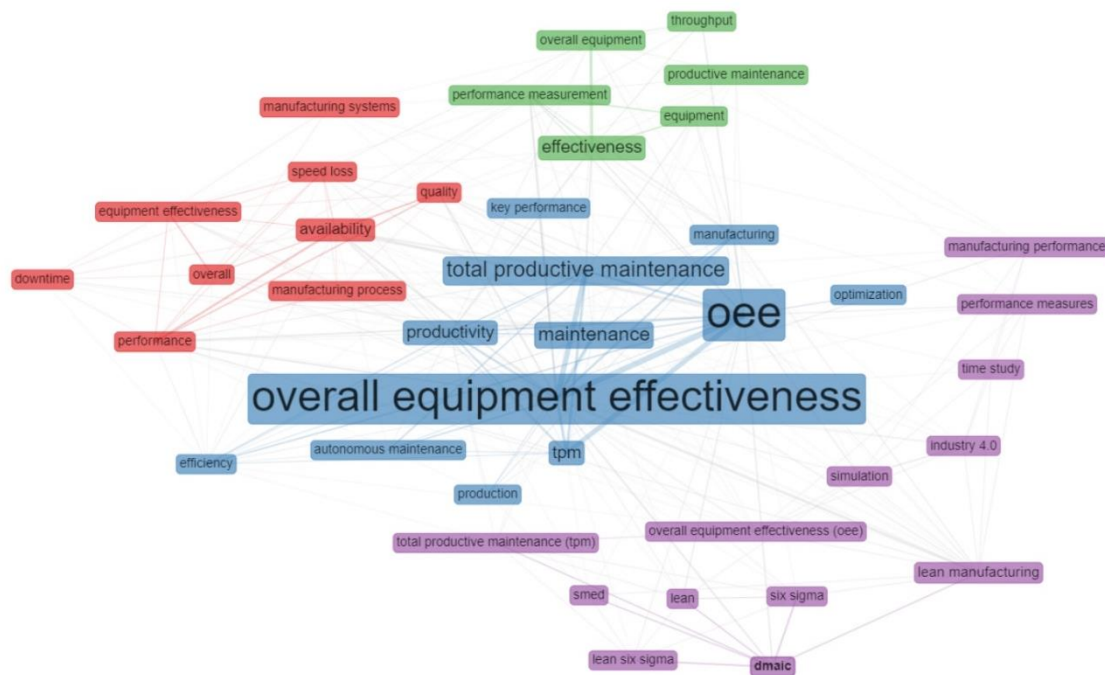 throughput
overall equipment
productive maintenance
performance measurement
manufacturing systems
equipment
effectiveness
speed loss
quality
key performance
equipment effectiveness
availability
manufacturing
manufacturing performance
total productive maintenance
overall
downtime
manufacturing process
optimization
performance measures
oee
productivity
maintenance
performance
time study
overall equipment effectiveness
industry 4.0
autonomous maintenance
tpm
efficiency
simulation
production
overall equipment effectiveness (oee)
total productive maintenance (tpm)
lean manufacturing
smed
lean
six sigma
lean six sigma
dmaic